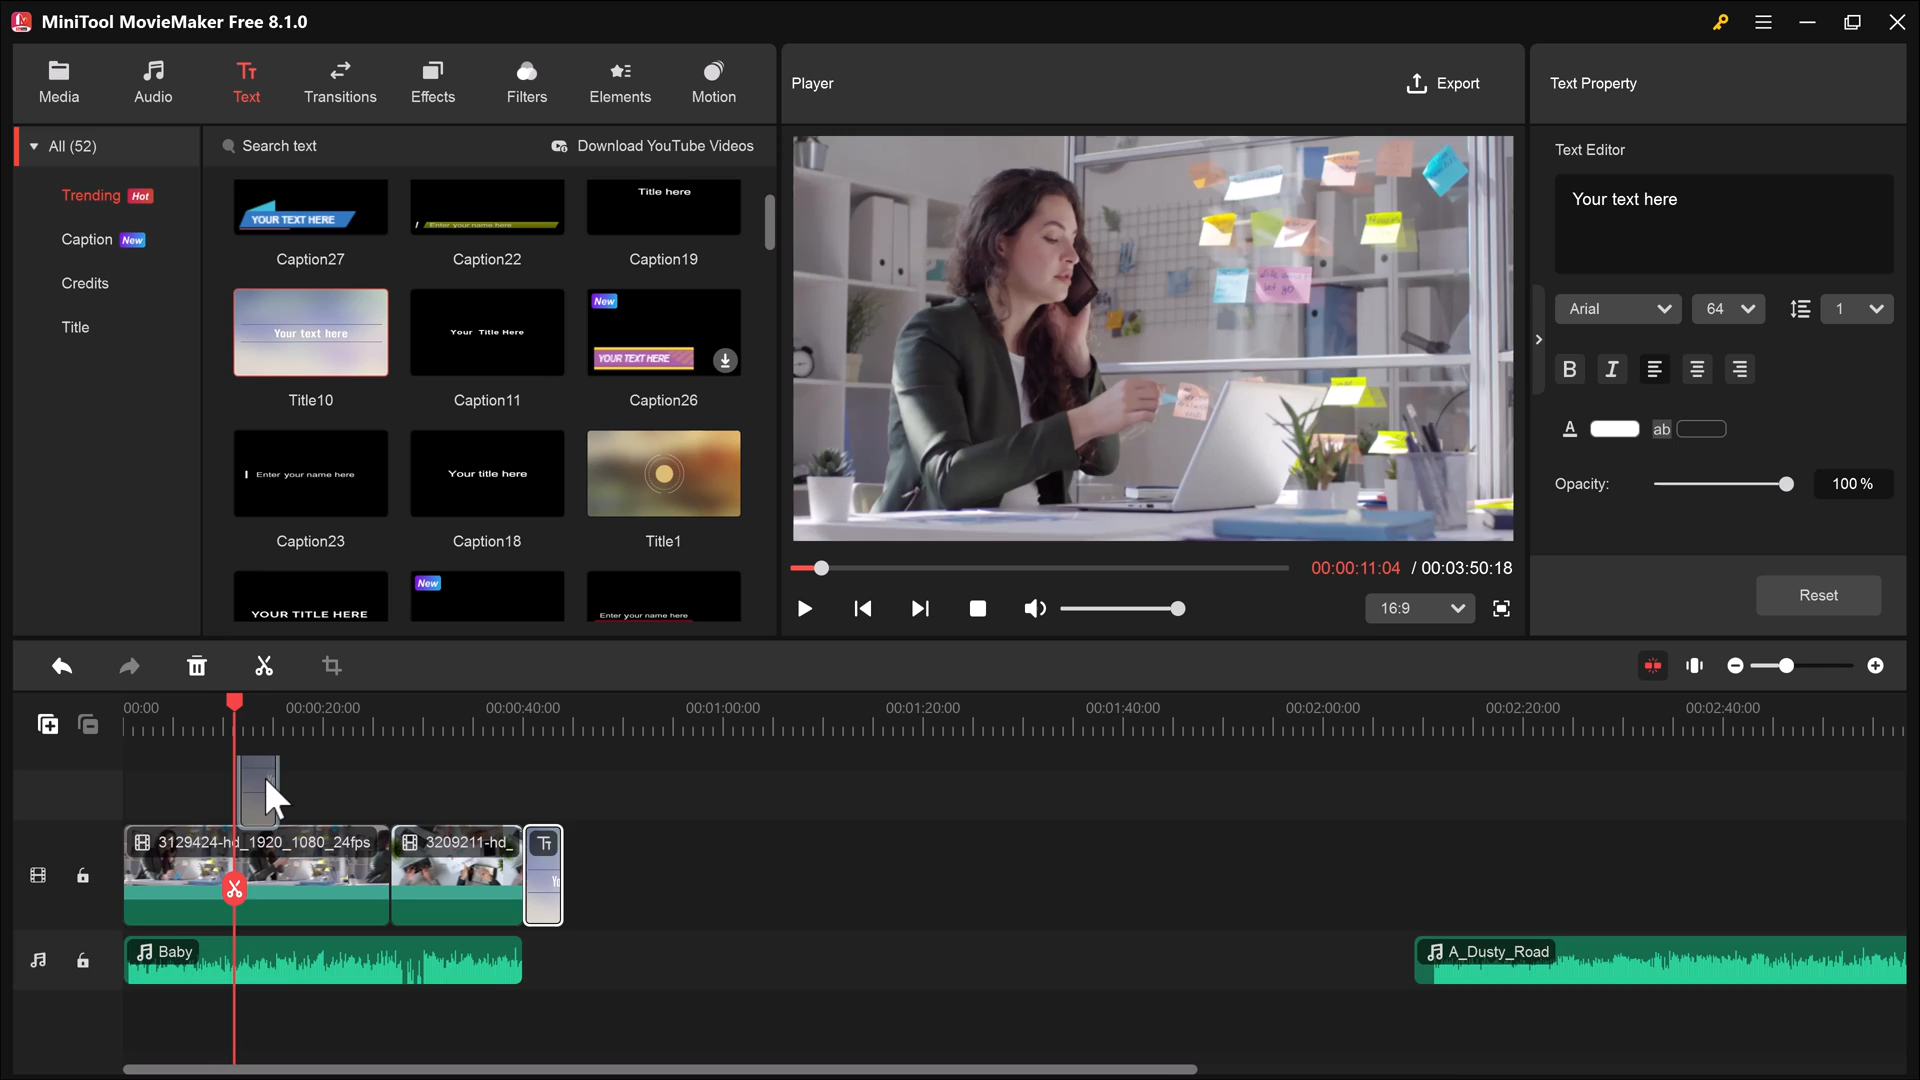 MiniTool MovieMaker Free 8.1.0
Media
Audio
Text
Transitions
Effects
Filters
Elements
Motion
Player
Export
Text Property
All (52)
Search text
Download YouTube Videos
Trending Hot
Caption New
Credits
Title
YOUR TEXT HERE
Enter your name here
Title here
Caption27
Caption22
Caption19
Your text here
Your Title Here
New
YOUR TEXT HERE
Title10
Caption11
Caption26
Enter your name here
Your title here
Caption23
Caption18
Title1
YOUR TITLE HERE
New
Enter your name here
00:00:11:04 / 00:03:50:18
16:9
Text Editor
Your text here
Arial
64
1
B
I
A
ab
Opacity:
100 %
Reset
00:00
00:00:20:00
00:00:40:00
00:01:00:00
00:01:20:00
00:01:40:00
00:02:00:00
00:02:20:00
00:02:40:00
3129424-hd_1920_1080_24fps
3209211-hd_
Baby
A_Dusty_Road